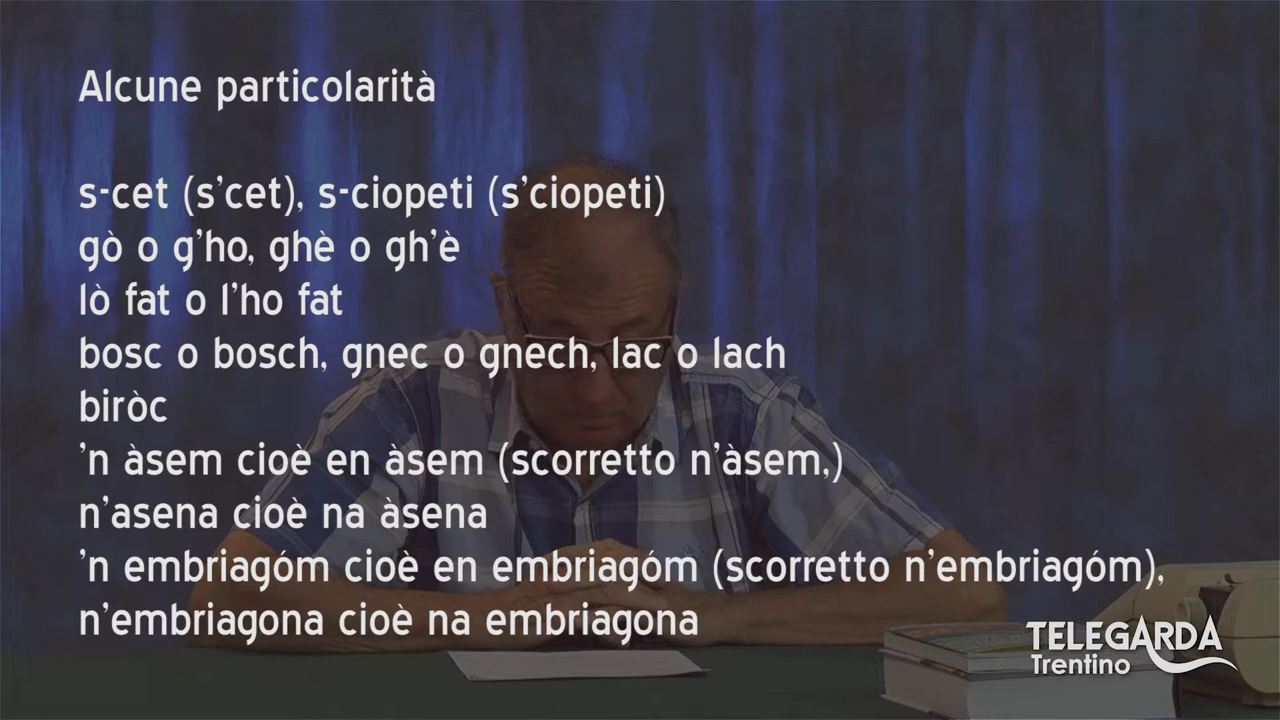 Alcune particolarità
s-cet (s'cet), s-ciopeti (s'ciopeti)
gò o g'ho, ghè o gh'è
lò fat o l'ho fat
bosc o bosch, gnec o gnech, lac o lach
biròc
'n àsem cioè en àsem (scorretto n'àsem,)
n'asena cioè na àsena
'n embriagóm cioè en embriagóm (scorretto n'embriagóm),
n'embriagona cioè na embriagona
TELEGARDA
Trentino